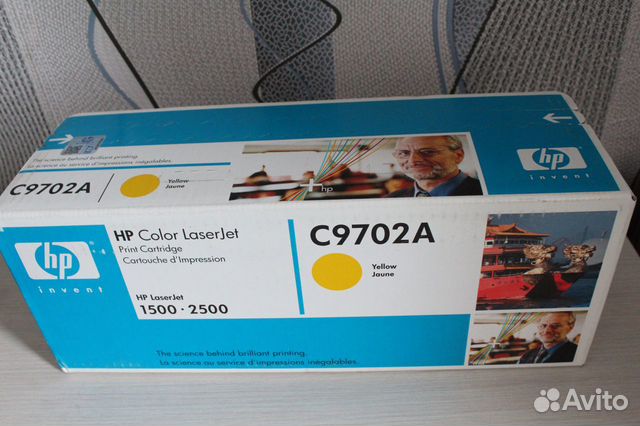 The science behind brilliant printing.
La science au service d'impressions inégalables.
C9702A
Yellow
Jaune
+hp
hp
invent
hp
invent
HP Color LaserJet
Print Cartridge
Cartouche d'Impression
HP LaserJet
1500 · 2500
C9702A
Yellow
Jaune
The science behind brilliant printing.
La science au service d'impressions inégalables.
Avito